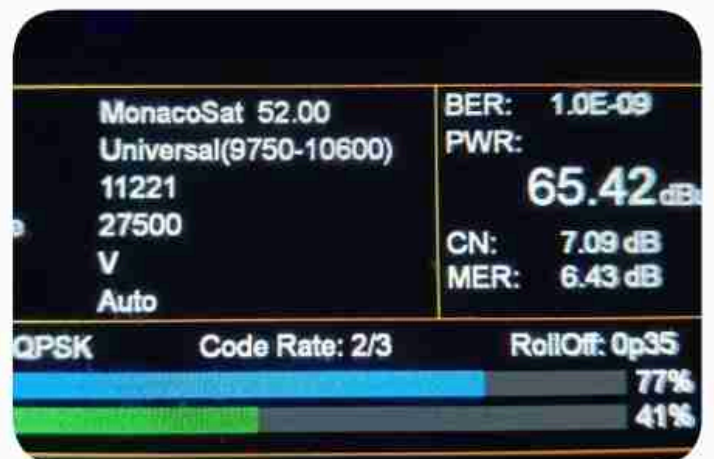 MonacoSat 52.00
Universal(9750-10600)
11221
27500
V
Auto
BER: 1.0E-09
PWR:
65.42
CN: 7.09 dB
MER: 6.43 dB
QPSK Code Rate: 2/3 RollOff: 0p35
77%
41%